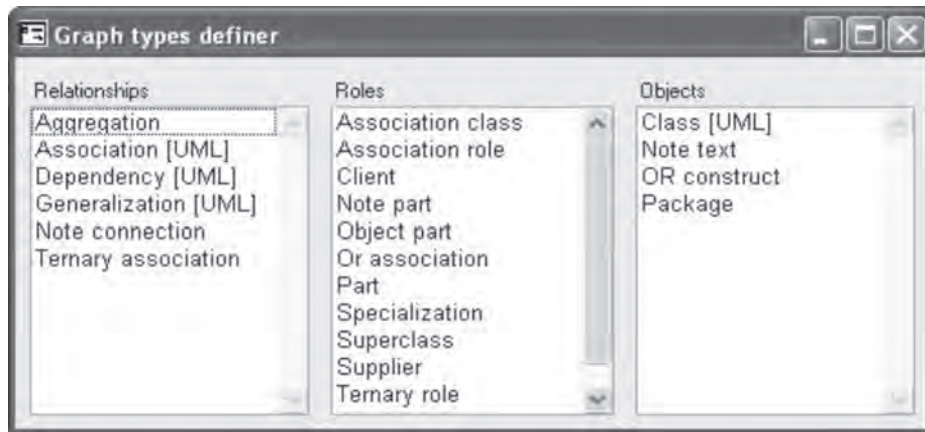 Graph types definer
Relationships
Aggregation
Association [UML]
Dependency [UML]
Generalization [UML]
Note connection
Ternary association
Roles
Association class
Association role
Client
Note part
Object part
Or association
Part
Specialization
Superclass
Supplier
Ternary role
Objects
Class [UML]
Note text
OR construct
Package